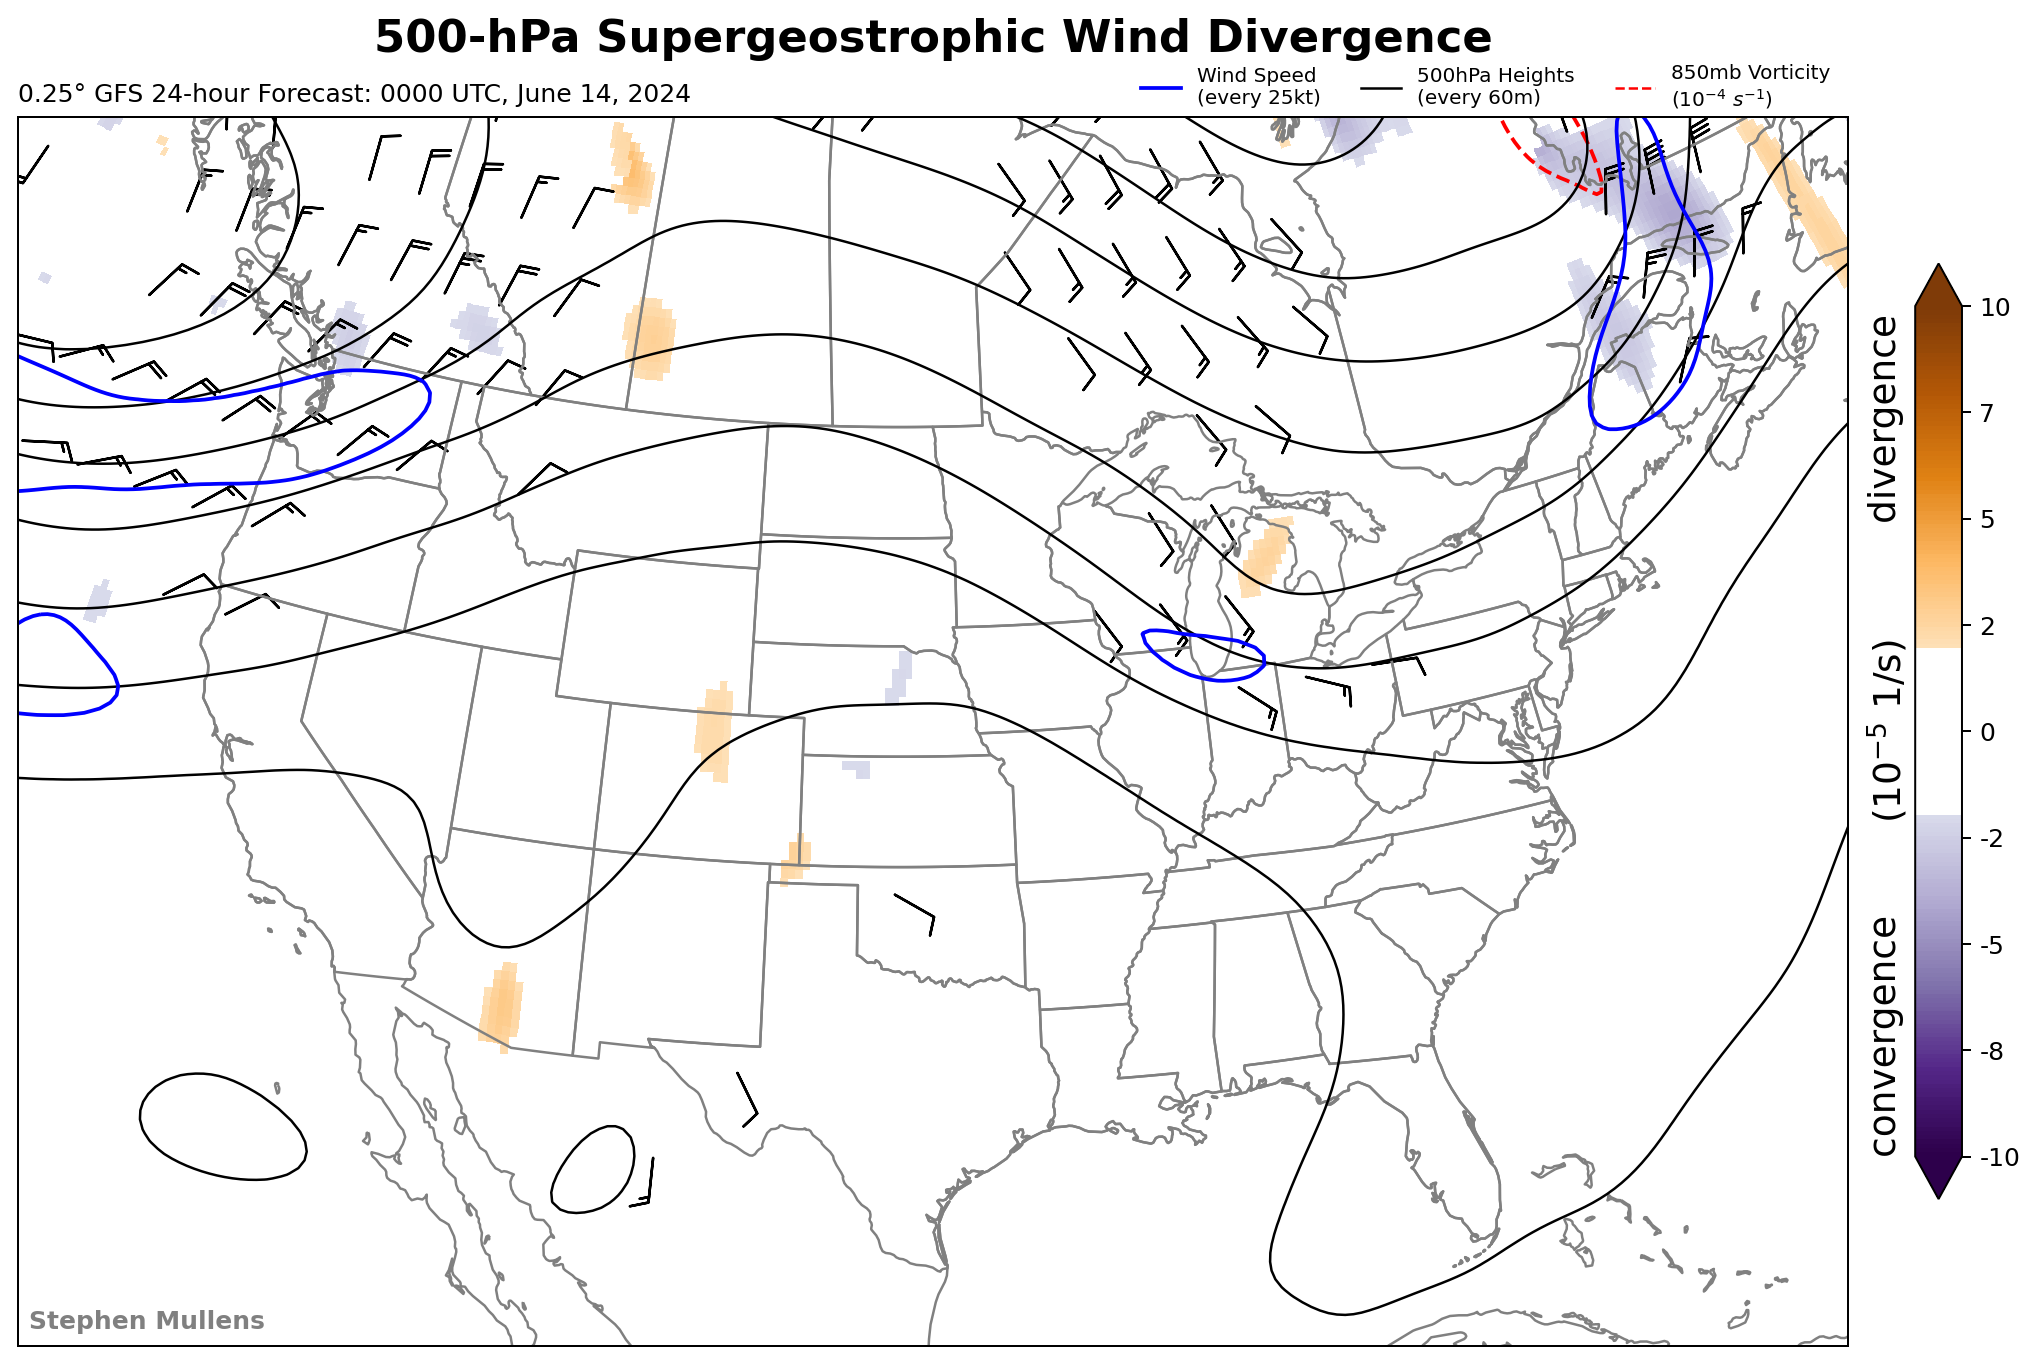 500-hPa Supergeostrophic Wind Divergence
0.25° GFS 24-hour Forecast: 0000 UTC, June 14, 2024
Wind Speed
(every 25kt)
500hPa Heights
(every 60m)
850mb Vorticity
(10⁻⁴ s⁻¹)
10
7
5
2
0
-2
-5
-8
-10
convergence (10⁻⁵ 1/s) divergence
Stephen Mullens